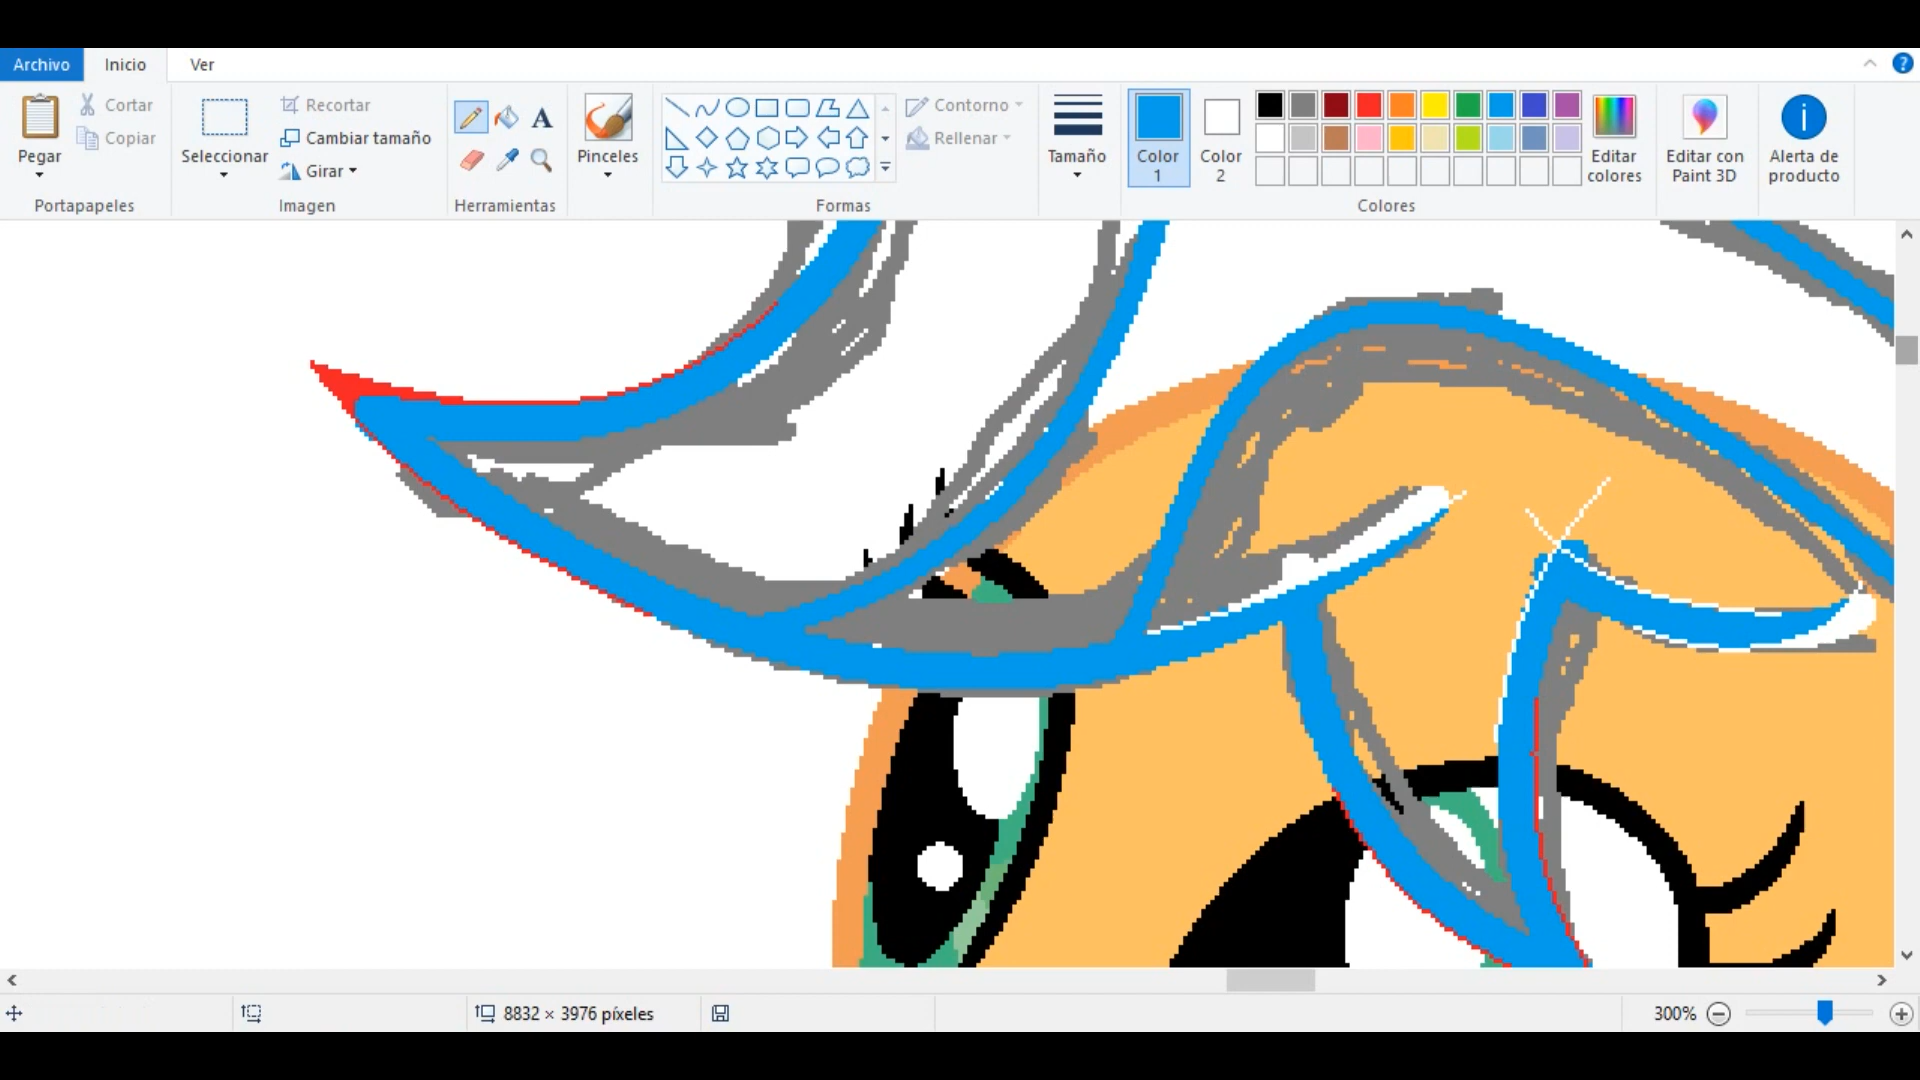 Archivo Inicio Ver
Pegar
Cortar
Copiar
Portapapeles
Seleccionar
Recortar
Cambiar tamaño
Girar
Imagen
A
Herramientas
Pinceles
Contorno
Rellenar
Formas
Tamaño
Color
1
Color
2
Editar
colores
Colores
Editar con
Paint 3D
Alerta de
producto
8832 × 3976 píxeles
300%